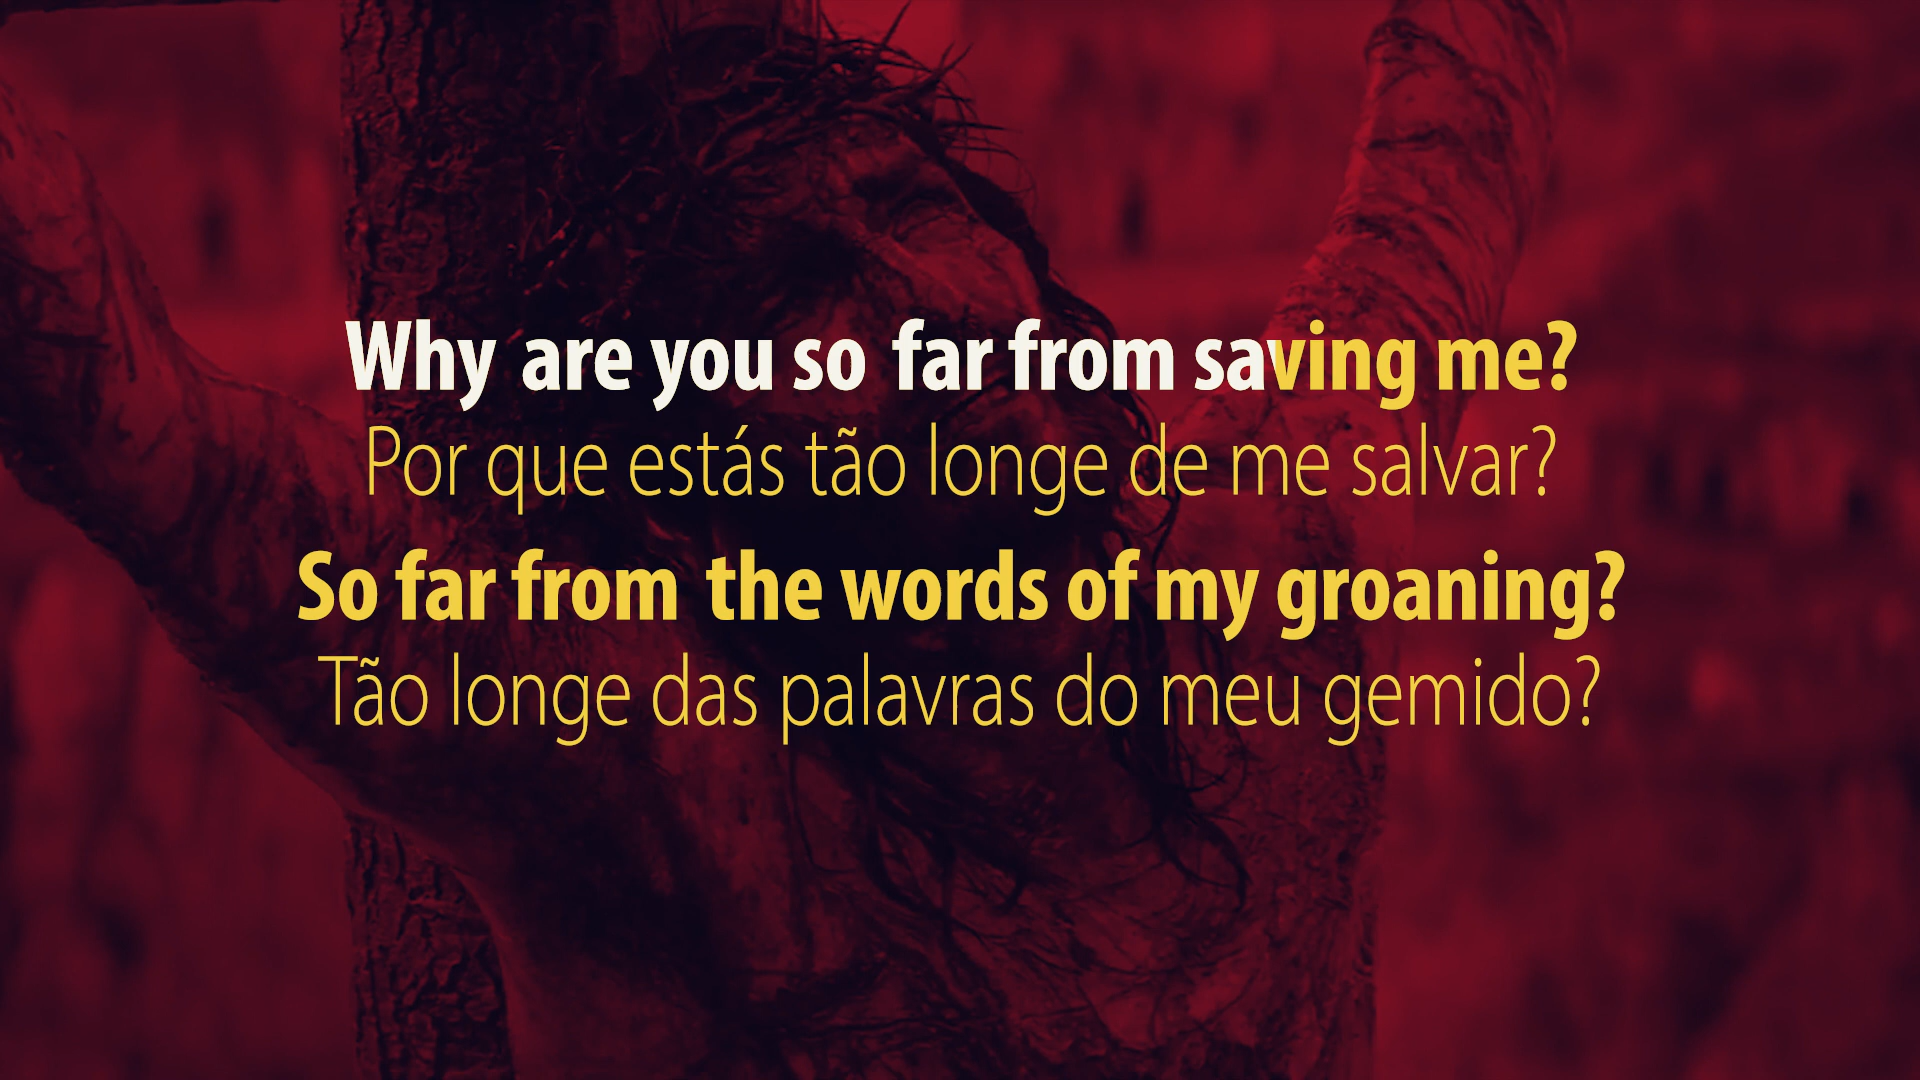 Why are you so far from saving me?
Por que estás tão longe de me salvar?
So far from the words of my groaning?
Tão longe das palavras do meu gemido?